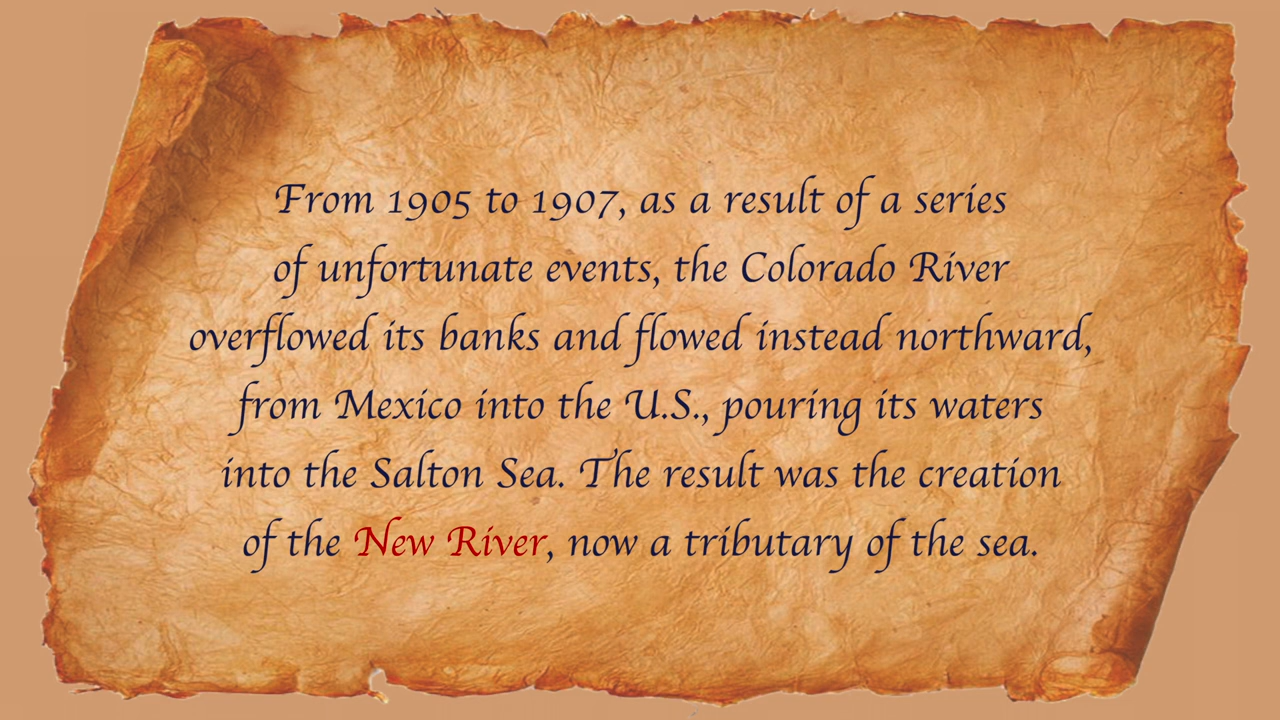 From 1905 to 1907, as a result of a series
of unfortunate events, the Colorado River
overflowed its banks and flowed instead northward,
from Mexico into the U.S., pouring its waters
into the Salton Sea. The result was the creation
of the New River, now a tributary of the sea.